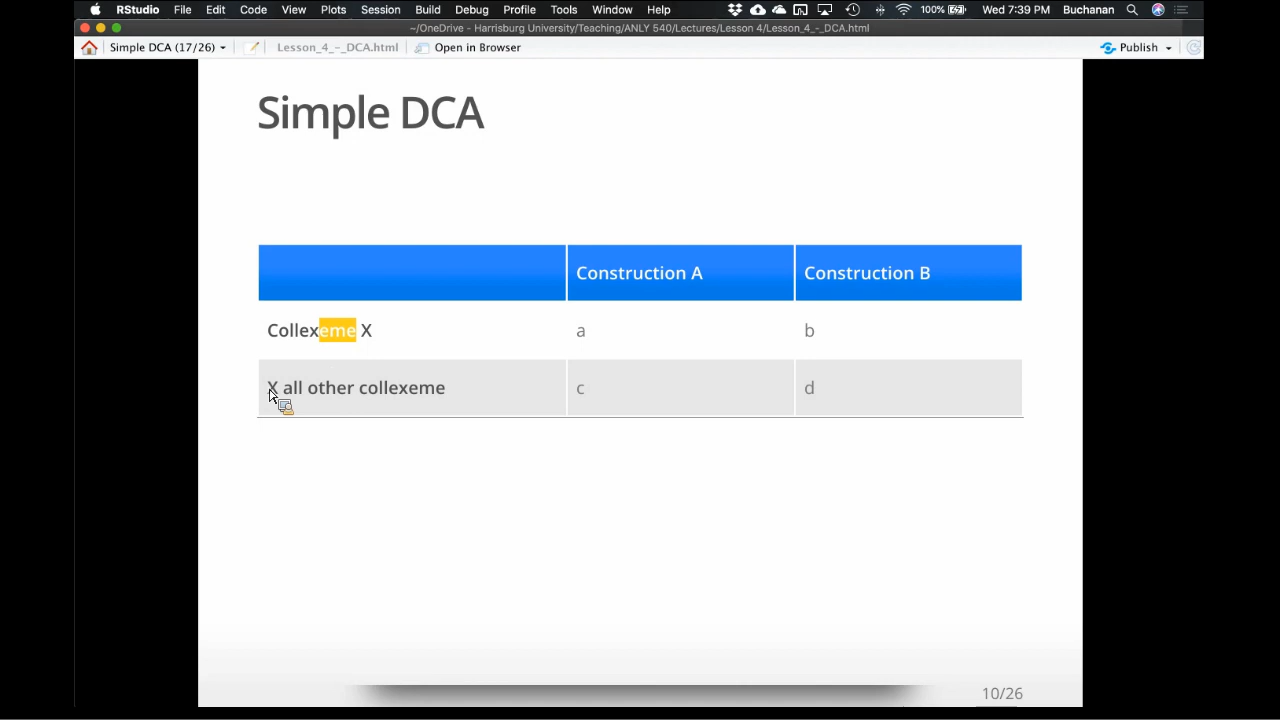 RStudio File Edit Code View Plots Session Build Debug Profile Tools Window Help 100% Wed 7:39 PM Buchanan
~/OneDrive - Harrisburg University/Teaching/ANLY 540/Lectures/Lesson 4/Lesson_4_-_DCA.html
Simple DCA (17/26) Lesson_4_-_DCA.html Open in Browser Publish
Simple DCA
Construction A Construction B
Collexeme X a b
X all other collexeme c d
10/26